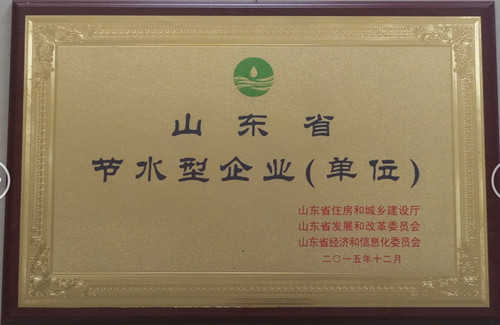 山东省
节水型企业(单位)
山东省住房和城乡建设厅
山东省发展和改革委员会
山东省经济和信息化委员会
二〇一五年十二月